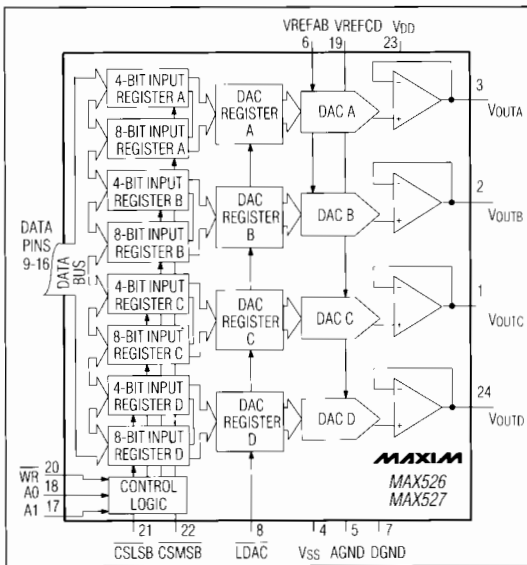 VREFAB VREFCD VDD
6 19 23
4-BIT INPUT
REGISTER A
8-BIT INPUT
REGISTER A
DAC
REGISTER
A
DAC A
-
+
3
VOUTA
4-BIT INPUT
REGISTER B
8-BIT INPUT
REGISTER B
DAC
REGISTER
B
DAC B
-
+
2
VOUTB
DATA
PINS
9-16
DATA
BUS
4-BIT INPUT
REGISTER C
8-BIT INPUT
REGISTER C
DAC
REGISTER
C
DAC C
-
+
1
VOUTC
4-BIT INPUT
REGISTER D
8-BIT INPUT
REGISTER D
DAC
REGISTER
D
DAC D
-
+
24
VOUTD
WR 20
A0 18
A1 17
CONTROL
LOGIC
MAXIM
MAX526
MAX527
21 22 8 4 5 7
CSLSB CSMSB LDAC VSS AGND DGND